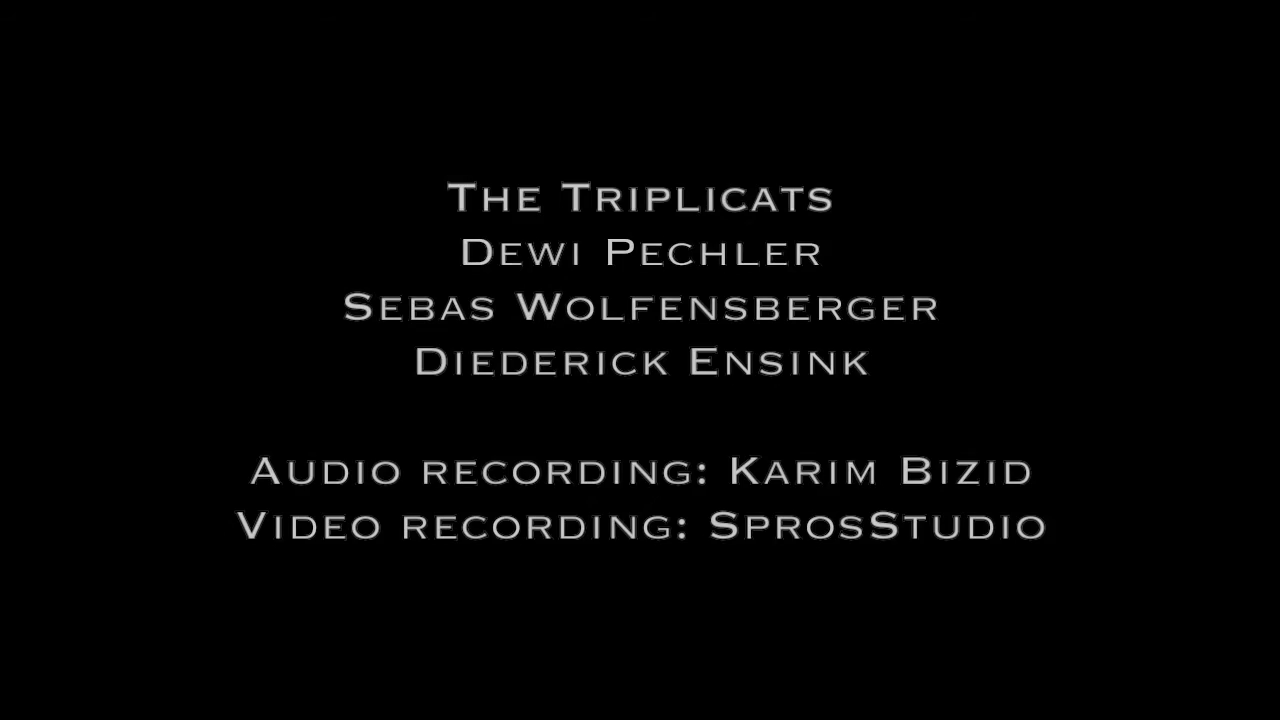 The Triplicats
Dewi Pechler
Sebas Wolfensberger
Diederick Ensink
Audio recording: Karim Bizid
Video recording: SprosStudio